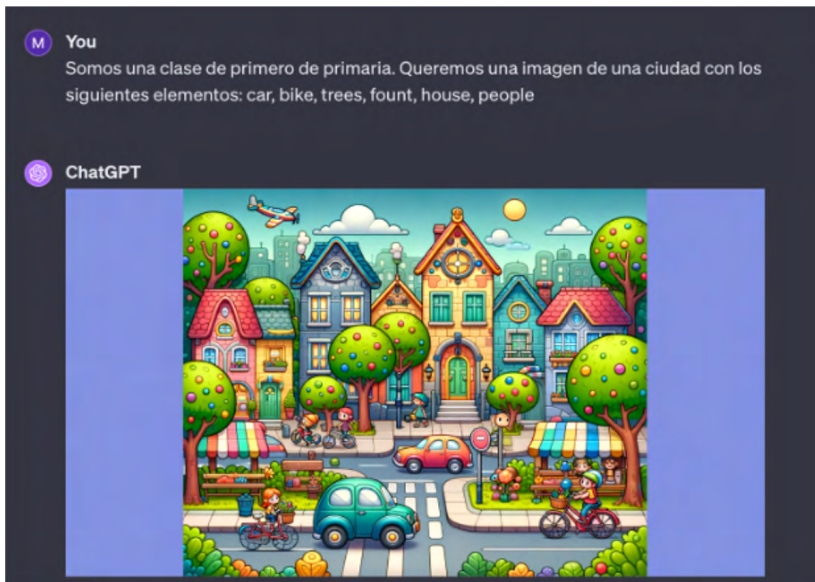 M
You
Somos una clase de primero de primaria. Queremos una imagen de una ciudad con los
siguientes elementos: car, bike, trees, fount, house, people
ChatGPT